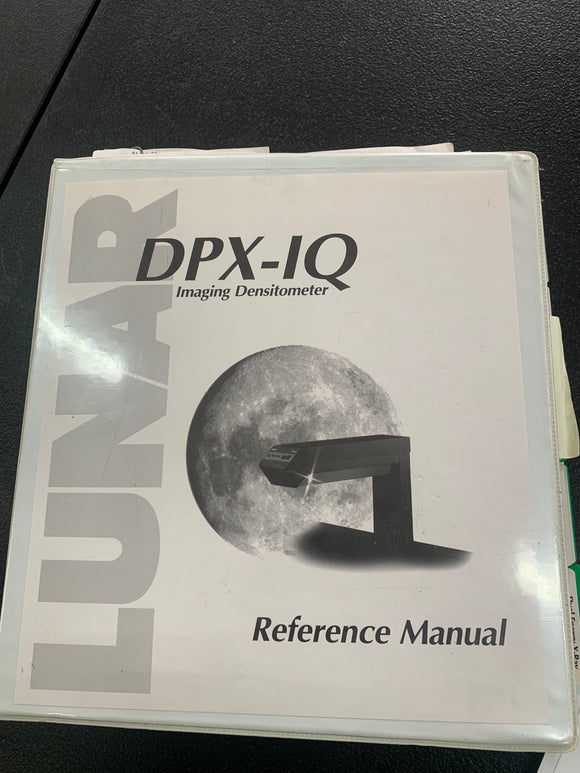 LUNAR
DPX-IQ
Imaging Densitometer
Reference Manual